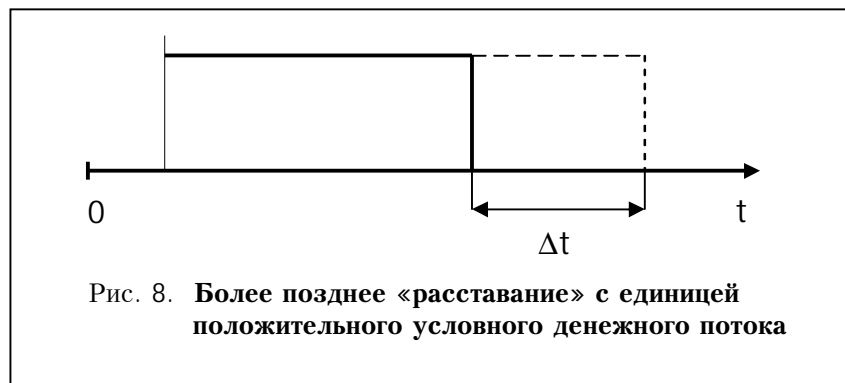 0
t
Δt
Рис. 8. Более позднее «расставание» с единицей
положительного условного денежного потока